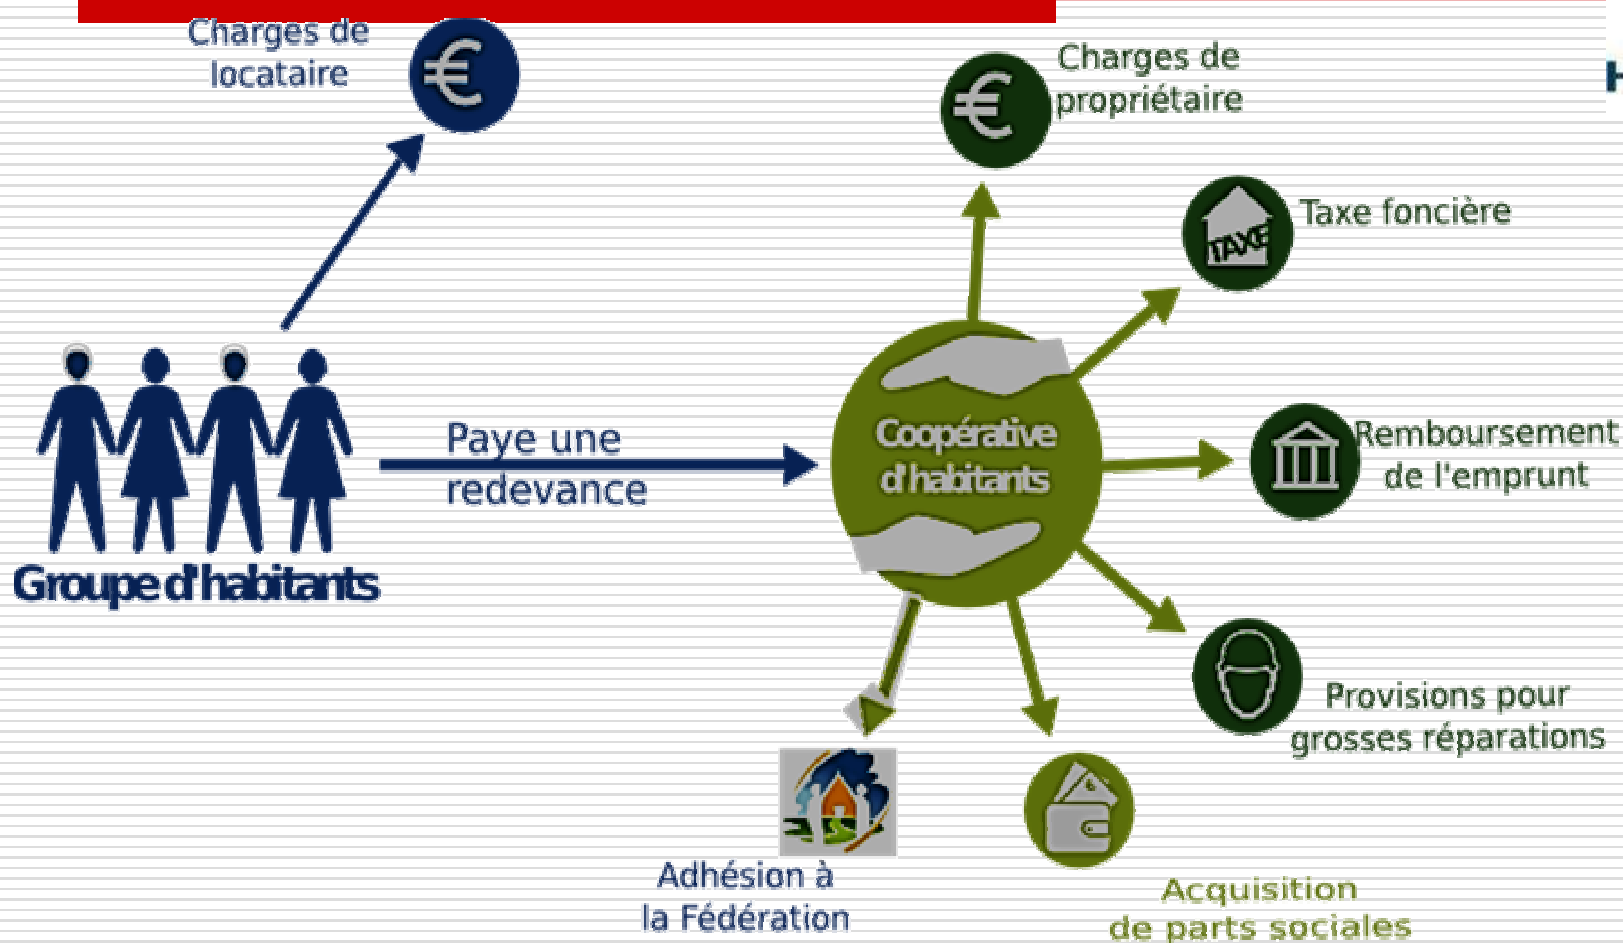 Charges de
locataire
Charges de
propriétaire
Taxe foncière
TAXE
Paye une
redevance
Coopérative
d'habitants
Remboursement
de l'emprunt
Groupe d'habitants
Provisions pour
grosses réparations
Adhésion à
la Fédération
Acquisition
de parts sociales